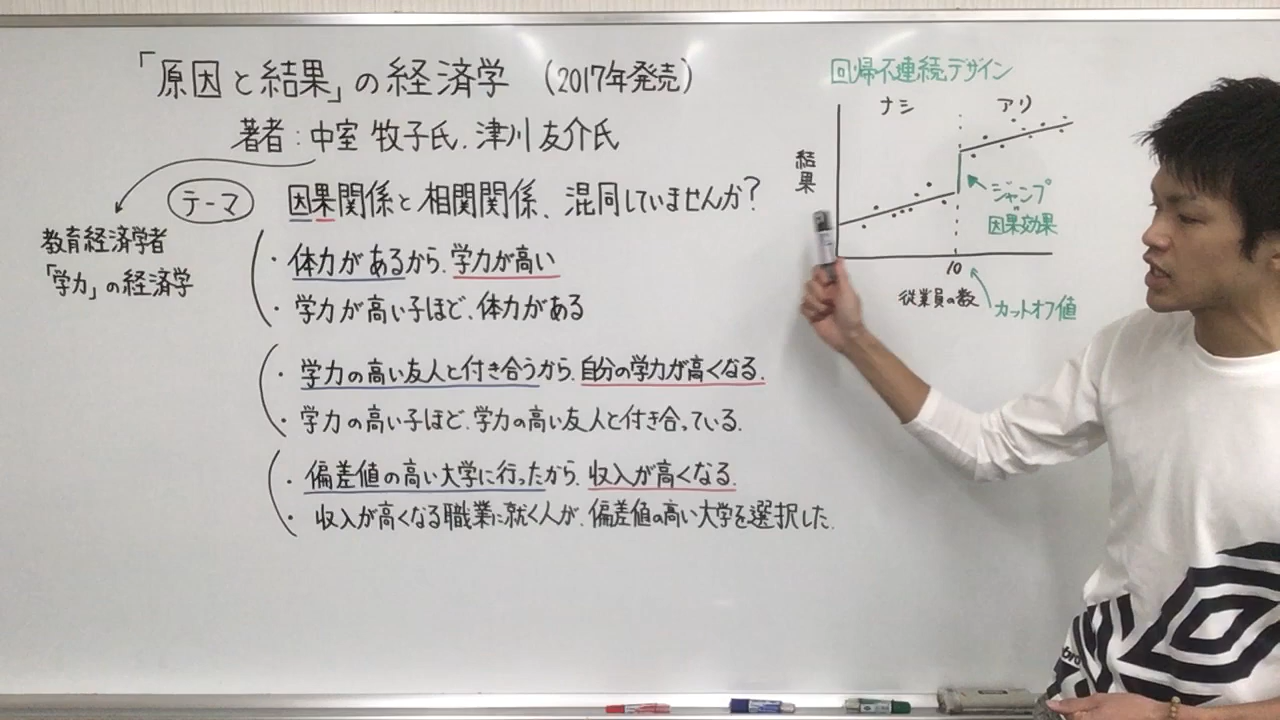 「原因と結果」の経済学 (2017年発売)
著者:中室 牧子氏.津川 友介氏
テーマ 因果関係と相関関係、混同していませんか?
教育経済学者
「学力」の経済学
・体力があるから、学力が高い
・学力が高い子ほど、体力がある
・学力の高い友人と付き合うから、自分の学力が高くなる.
・学力の高い子ほど、学力の高い友人と付き合っている.
・偏差値の高い大学に行ったから、収入が高くなる.
・収入が高くなる職業に就く人が、偏差値の高い大学を選択した.
回帰不連続デザイン
ナシ アリ
結果
ジャンプ
因果効果
10
従業員の数
カットオフ値